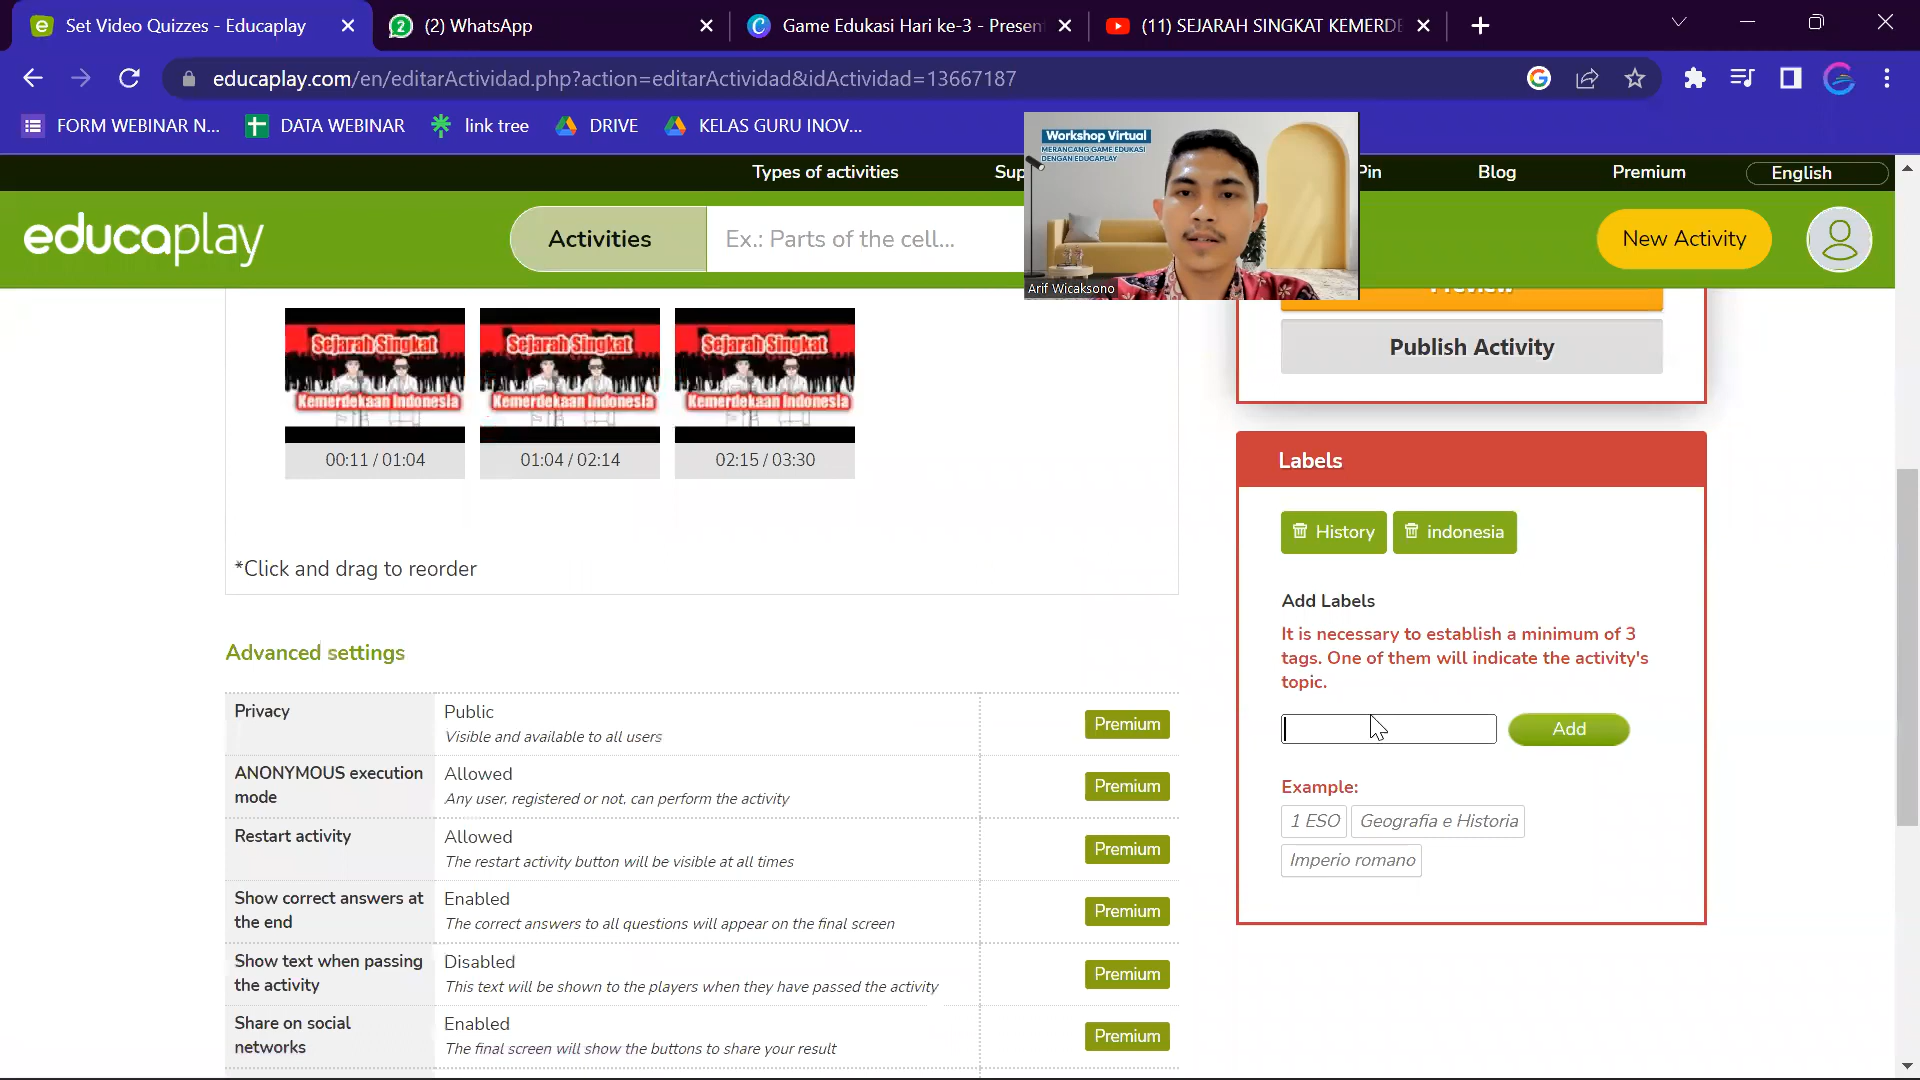 Set Video Quizzes - Educaplay
(2) WhatsApp
Game Edukasi Hari ke-3 - Presen
(11) SEJARAH SINGKAT KEMERDE
educaplay.com/en/editarActividad.php?action=editarActividad&idActividad=13667187
FORM WEBINAR N...
DATA WEBINAR
link tree
DRIVE
KELAS GURU INOV...
Workshop Virtual
MERANCANG GAME EDUKASI
DENGAN EDUCAPLAY
Arif Wicaksono
Types of activities
Sup
Pin
Blog
Premium
English
educaplay
Activities
Ex.: Parts of the cell...
New Activity
Sejarah Singkat
Kemerdekaan Indonesia
00:11 / 01:04
Sejarah Singkat
Kemerdekaan Indonesia
01:04 / 02:14
Sejarah Singkat
Kemerdekaan Indonesia
02:15 / 03:30
*Click and drag to reorder
Advanced settings
Privacy
Public
Visible and available to all users
Premium
ANONYMOUS execution
mode
Allowed
Any user, registered or not, can perform the activity
Premium
Restart activity
Allowed
The restart activity button will be visible at all times
Premium
Show correct answers at
the end
Enabled
The correct answers to all questions will appear on the final screen
Premium
Show text when passing
the activity
Disabled
This text will be shown to the players when they have passed the activity
Premium
Share on social
networks
Enabled
The final screen will show the buttons to share your result
Premium
Preview
Publish Activity
Labels
History
indonesia
Add Labels
It is necessary to establish a minimum of 3
tags. One of them will indicate the activity's
topic.
Add
Example:
1 ESO
Geografia e Historia
Imperio romano